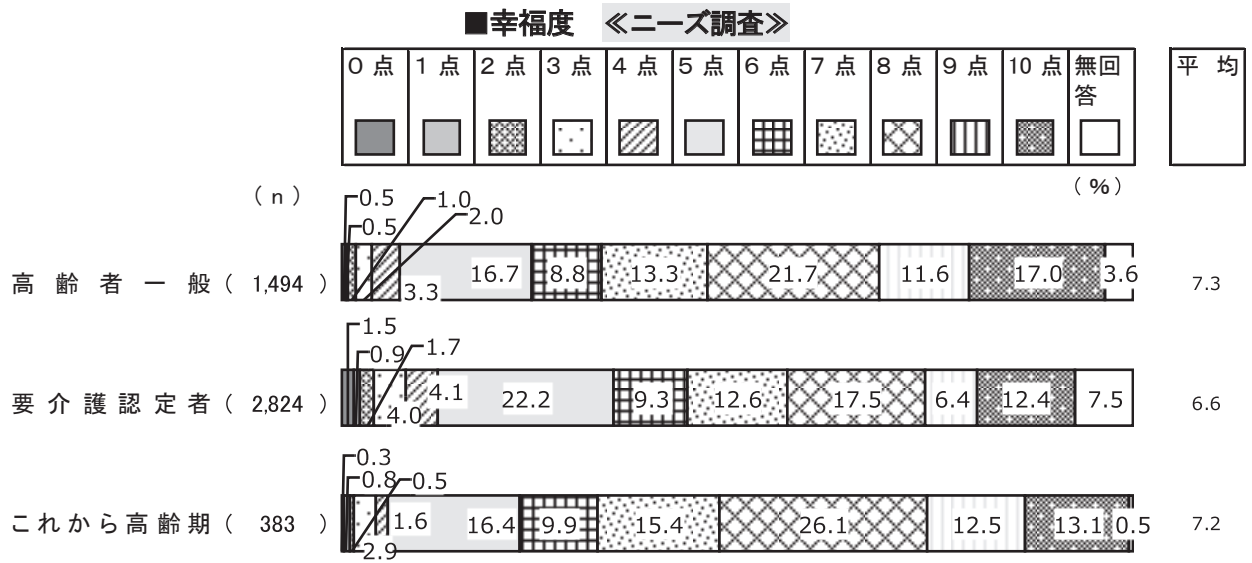 ■幸福度 ≪ニーズ調査≫
0 点 1 点 2 点 3 点 4 点 5 点 6 点 7 点 8 点 9 点 10 点 無回答 平 均
(n) (%)
0.5 0.5 1.0 2.0
高齢者一般( 1,494 ) 3.3 16.7 8.8 13.3 21.7 11.6 17.0 3.6 7.3
1.5 0.9 1.7
要介護認定者( 2,824 ) 4.0 4.1 22.2 9.3 12.6 17.5 6.4 12.4 7.5 6.6
0.3 0.8 0.5
これから高齢期( 383 ) 2.9 1.6 16.4 9.9 15.4 26.1 12.5 13.1 0.5 7.2